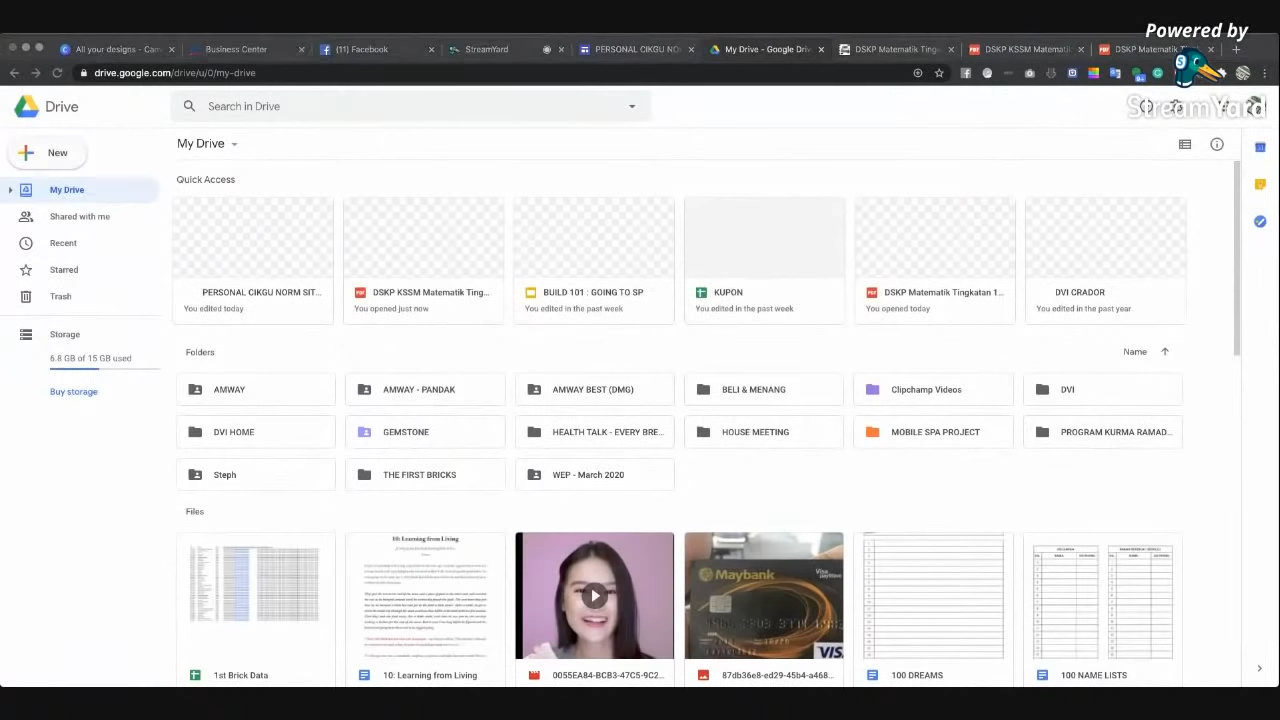 Powered by
StreamYard
All your designs - Can
Business Center
(11) Facebook
StreamYard
PERSONAL CIKGU NO
My Drive - Google Driv
DSKP Matematik Ting
DSKP KSSM Matemati
DSKP Matematik T
drive.google.com/drive/u/0/my-drive
Drive
Search in Drive
New
My Drive
My Drive
Shared with me
Recent
Starred
Trash
Storage
6.8 GB of 15 GB used
Buy storage
Quick Access
PERSONAL CIKGU NORM SIT...
You edited today
DSKP KSSM Matematik Ting...
You opened just now
BUILD 101 : GOING TO SP
You edited in the past week
KUPON
You edited in the past week
DSKP Matematik Tingkatan 1...
You opened today
DVI CRADOR
You edited in the past year
Folders
Name
AMWAY
AMWAY - PANDAK
AMWAY BEST (DMG)
BELI & MENANG
Clipchamp Videos
DVI
DVI HOME
GEMSTONE
HEALTH TALK - EVERY BRE...
HOUSE MEETING
MOBILE SPA PROJECT
PROGRAM KURMA RAMAD...
Steph
THE FIRST BRICKS
WEP - March 2020
Files
10: Learning from Living
Maybank
Visa
VISA
1st Brick Data
10: Learning from Living
0055EA84-BCB3-47C5-9C2...
87db36e8-ed29-45b4-a468...
100 DREAMS
100 NAME LISTS